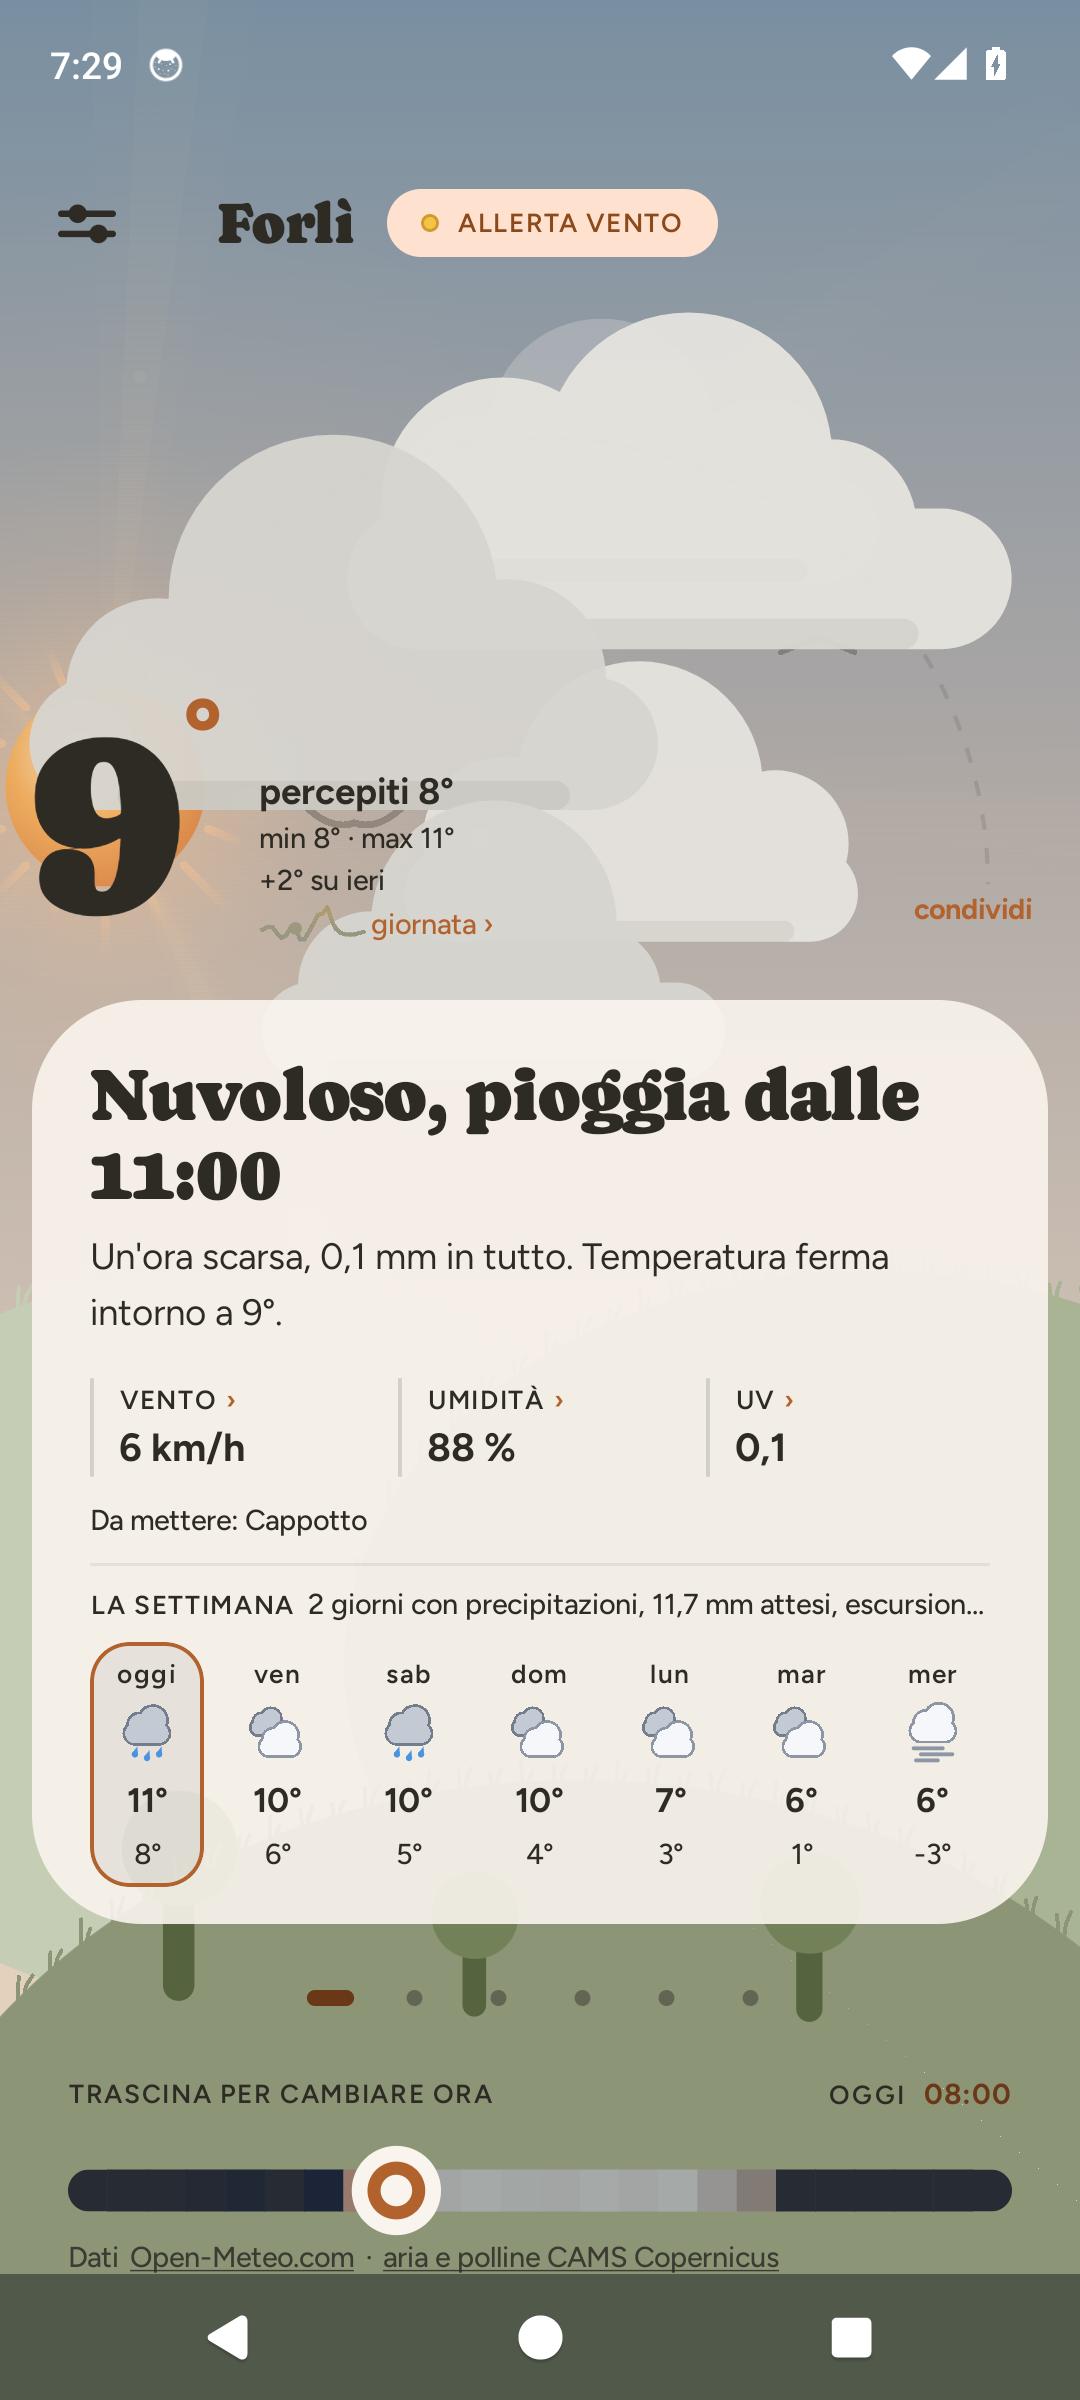 7:29
Forlì
ALLERTA VENTO
9°
percepiti 8°
min 8° · max 11°
+2° su ieri
giornata ›
condividi
Nuvoloso, pioggia dalle
11:00
Un'ora scarsa, 0,1 mm in tutto. Temperatura ferma
intorno a 9°.
VENTO › UMIDITÀ › UV ›
6 km/h 88 % 0,1
Da mettere: Cappotto
LA SETTIMANA 2 giorni con precipitazioni, 11,7 mm attesi, escursion...
oggi ven sab dom lun mar mer
11° 10° 10° 10° 7° 6° 6°
8° 6° 5° 4° 3° 1° -3°
TRASCINA PER CAMBIARE ORA OGGI 08:00
Dati Open-Meteo.com · aria e polline CAMS Copernicus